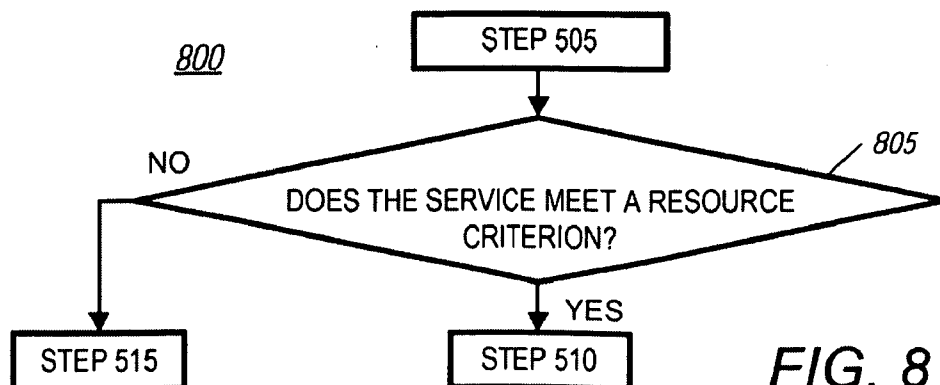 800
STEP 505
805
NO
DOES THE SERVICE MEET A RESOURCE
CRITERION?
YES
STEP 515
STEP 510
FIG. 8